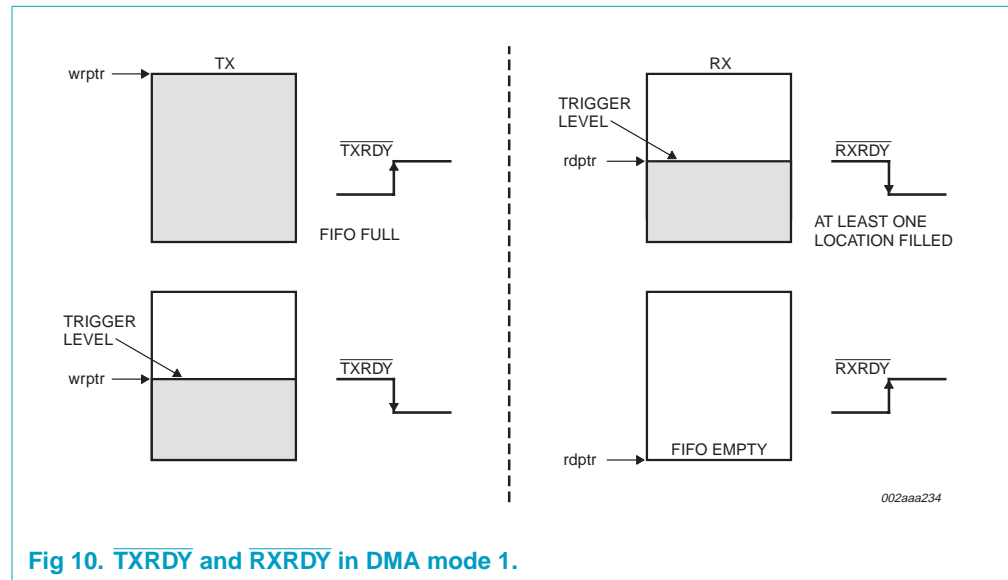 TX
wrptr
TXRDY
FIFO FULL
TRIGGER
LEVEL
wrptr
TXRDY
RX
TRIGGER
LEVEL
rdptr
RXRDY
AT LEAST ONE
LOCATION FILLED
RXRDY
rdptr
FIFO EMPTY
002aaa234
Fig 10. TXRDY and RXRDY in DMA mode 1.